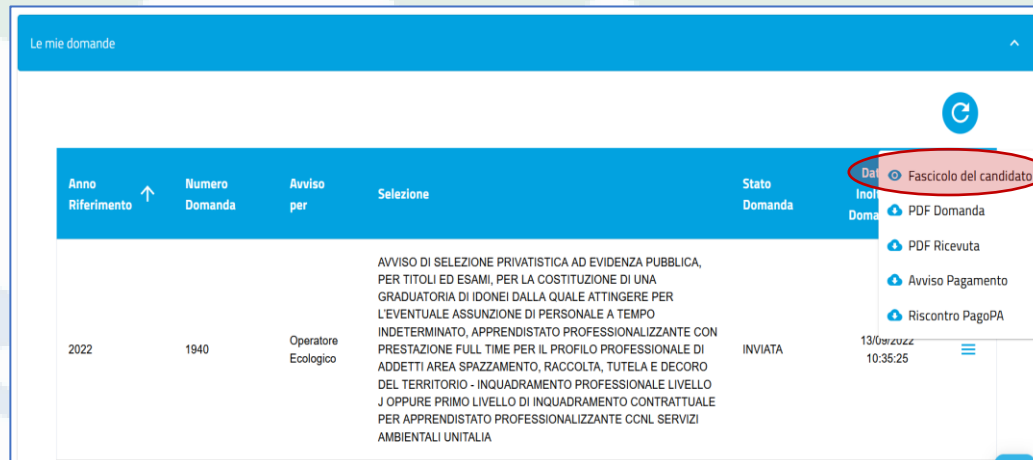 Le mie domande
Anno Riferimento
Numero Domanda
Avviso per
Selezione
Stato Domanda
Fascicolo del candidato
PDF Domanda
PDF Ricevuta
Avviso Pagamento
Riscontro PagoPA
2022
1940
Operatore Ecologico
AVVISO DI SELEZIONE PRIVATISTICA AD EVIDENZA PUBBLICA,
PER TITOLI ED ESAMI, PER LA COSTITUZIONE DI UNA
GRADUATORIA DI IDONEI DALLA QUALE ATTINGERE PER
L'EVENTUALE ASSUNZIONE DI PERSONALE A TEMPO
INDETERMINATO, APPRENDISTATO PROFESSIONALIZZANTE CON
PRESTAZIONE FULL TIME PER IL PROFILO PROFESSIONALE DI
ADDETTI AREA SPAZZAMENTO, RACCOLTA, TUTELA E DECORO
DEL TERRITORIO - INQUADRAMENTO PROFESSIONALE LIVELLO
J OPPURE PRIMO LIVELLO DI INQUADRAMENTO CONTRATTUALE
PER APPRENDISTATO PROFESSIONALIZZANTE CCNL SERVIZI
AMBIENTALI UNITALIA
INVIATA
13/09/2022
10:35:25